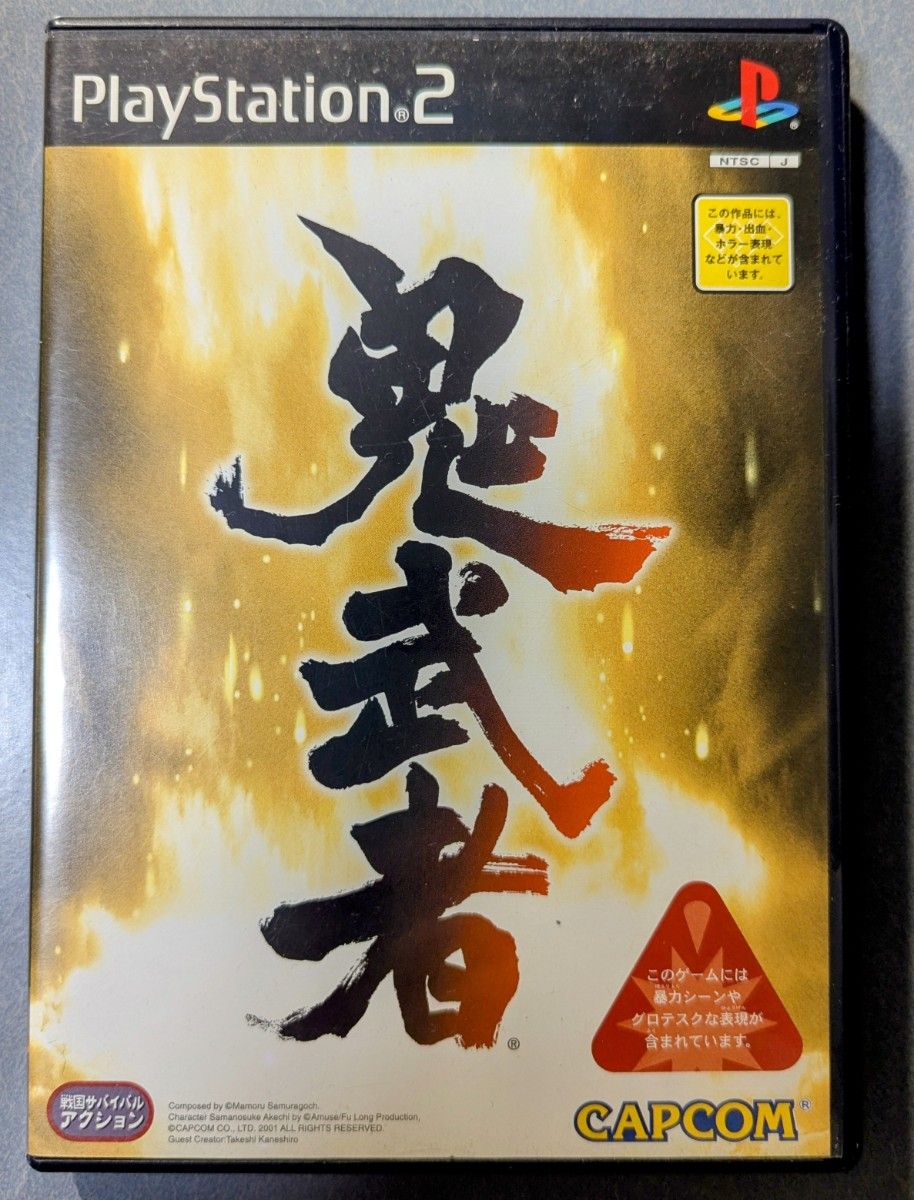 PlayStation®2
NTSC J
この作品には、
暴力・出血・
ホラー表現
などが含まれて
います。
鬼武者
®
このゲームには
暴力シーンや
グロテスクな表現が
含まれています。
戦国サバイバル
アクション
Composed by ©Mamoru Samuragoch.
Character Samanosuke Akechi by ©Amuse/Fu Long Production,
©CAPCOM CO., LTD. 2001 ALL RIGHTS RESERVED.
Guest Creator:Takeshi Kaneshiro
CAPCOM®